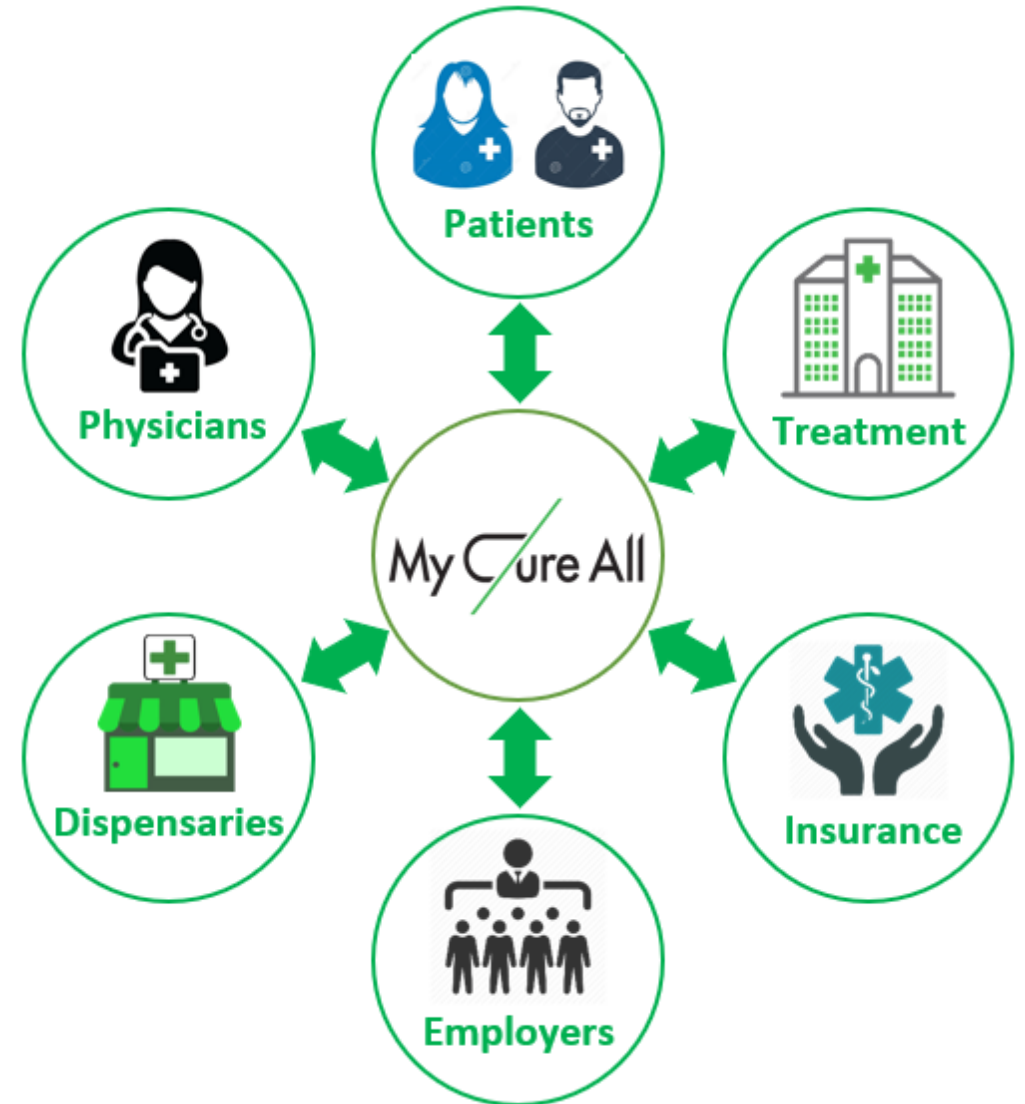 Patients
Physicians
Treatment
My Cure All
Dispensaries
Insurance
Employers